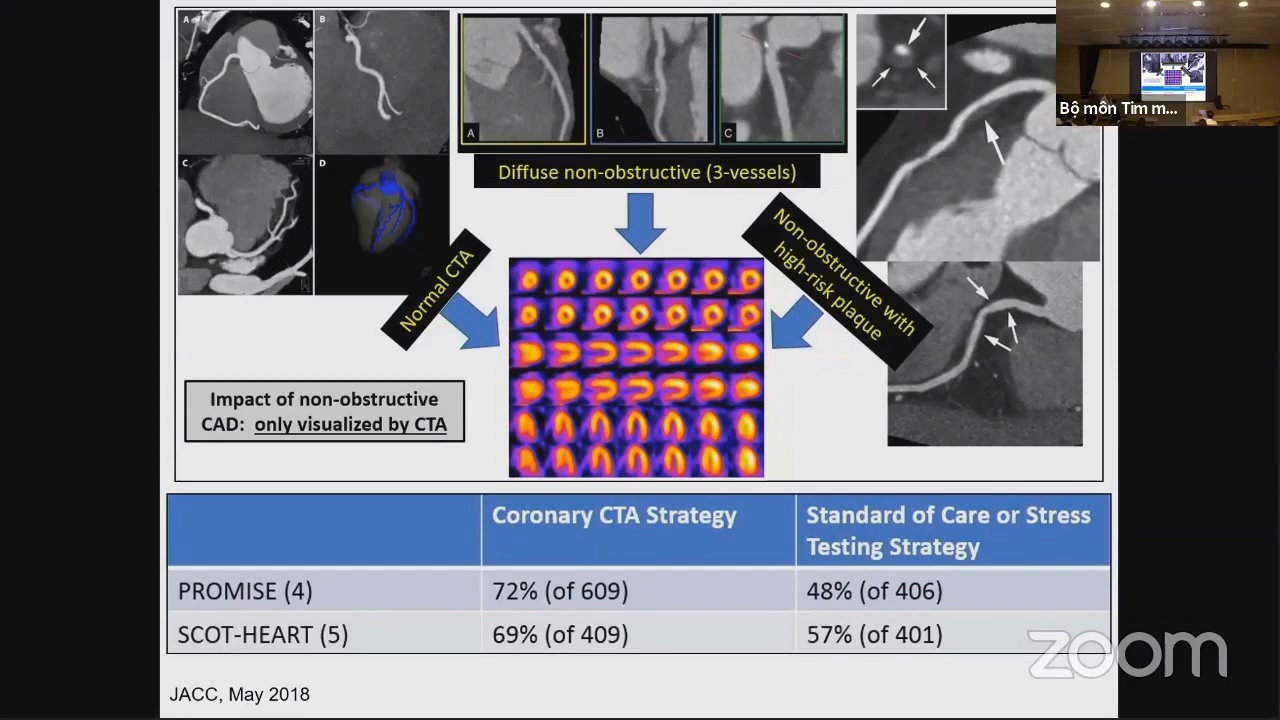 A
B
C
D
A
B
C
Diffuse non-obstructive (3-vessels)
Normal CTA
Non-obstructive with
high-risk plaque
Impact of non-obstructive
CAD: only visualized by CTA
Coronary CTA Strategy
Standard of Care or Stress
Testing Strategy
PROMISE (4)
72% (of 609)
48% (of 406)
SCOT-HEART (5)
69% (of 409)
57% (of 401)
JACC, May 2018
Bộ môn Tim m...
zoom